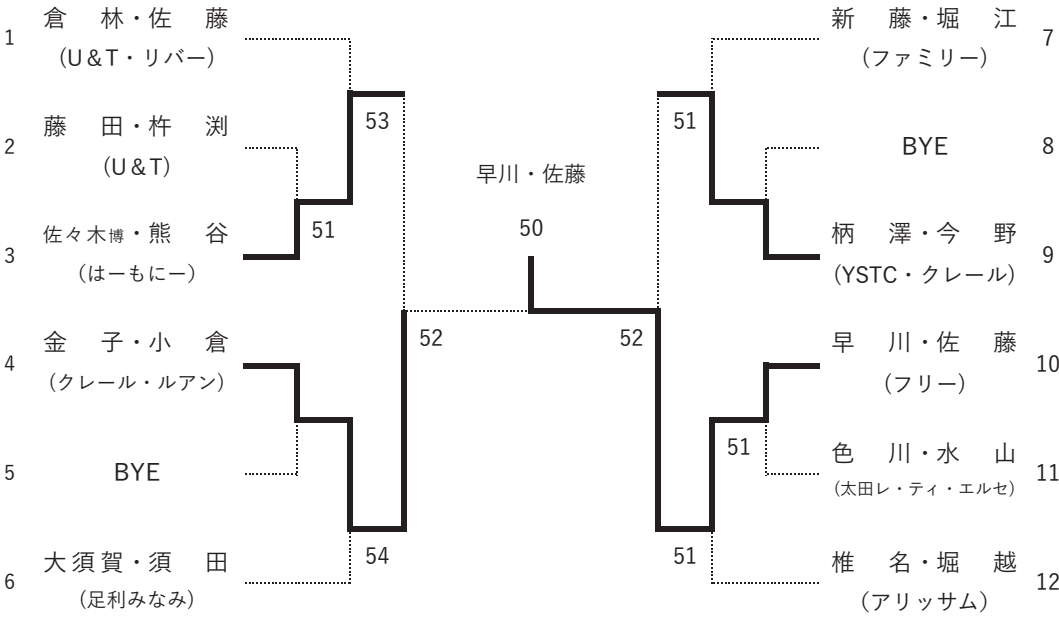 1
倉 林・佐 藤
(U&T・リバー)
2
藤 田・杵 渕
(U&T)
3
佐々木博・熊 谷
(はーもにー)
4
金 子・小 倉
(クレール・ルアン)
5
BYE
6
大須賀・須 田
(足利みなみ)
53
51
52
54
早川・佐藤
50
51
52
51
51
新 藤・堀 江
(ファミリー)
7
BYE
8
柄 澤・今 野
(YSTC・クレール)
9
早 川・佐 藤
(フリー)
10
色 川・水 山
(太田レ・ティ・エルセ)
11
椎 名・堀 越
(アリッサム)
12